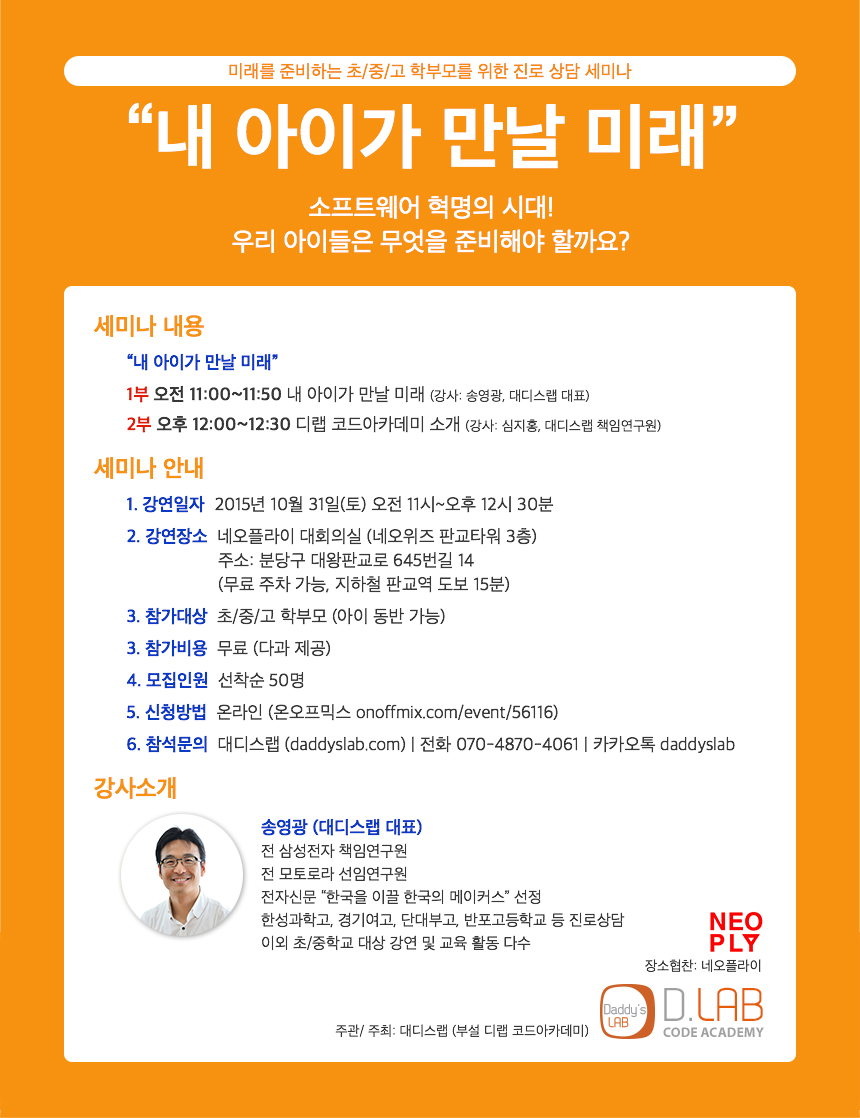 미래를 준비하는 초/중/고 학부모를 위한 진로 상담 세미나
“내 아이가 만날 미래”
소프트웨어 혁명의 시대!
우리 아이들은 무엇을 준비해야 할까요?
세미나 내용
“내 아이가 만날 미래”
1부 오전 11:00~11:50 내 아이가 만날 미래 (강사: 송영광, 대디스랩 대표)
2부 오후 12:00~12:30 디랩 코드아카데미 소개 (강사: 심지홍, 대디스랩 책임연구원)
세미나 안내
1. 강연일자 2015년 10월 31일(토) 오전 11시~오후 12시 30분
2. 강연장소 네오플라이 대회의실 (네오위즈 판교타워 3층)
주소: 분당구 대왕판교로 645번길 14
(무료 주차 가능, 지하철 판교역 도보 15분)
3. 참가대상 초/중/고 학부모 (아이 동반 가능)
3. 참가비용 무료 (다과 제공)
4. 모집인원 선착순 50명
5. 신청방법 온라인 (온오프믹스 onoffmix.com/event/56116)
6. 참석문의 대디스랩 (daddyslab.com) | 전화 070-4870-4061 | 카카오톡 daddyslab
강사소개
송영광 (대디스랩 대표)
전 삼성전자 책임연구원
전 모토로라 선임연구원
전자신문 “한국을 이끌 한국의 메이커스” 선정
한성과학고, 경기여고, 단대부고, 반포고등학교 등 진로상담
이외 초/중학교 대상 강연 및 교육 활동 다수
NEO
PLY
장소협찬: 네오플라이
주관/ 주최: 대디스랩 (부설 디랩 코드아카데미)
Daddy's
LAB
D.LAB
CODE ACADEMY